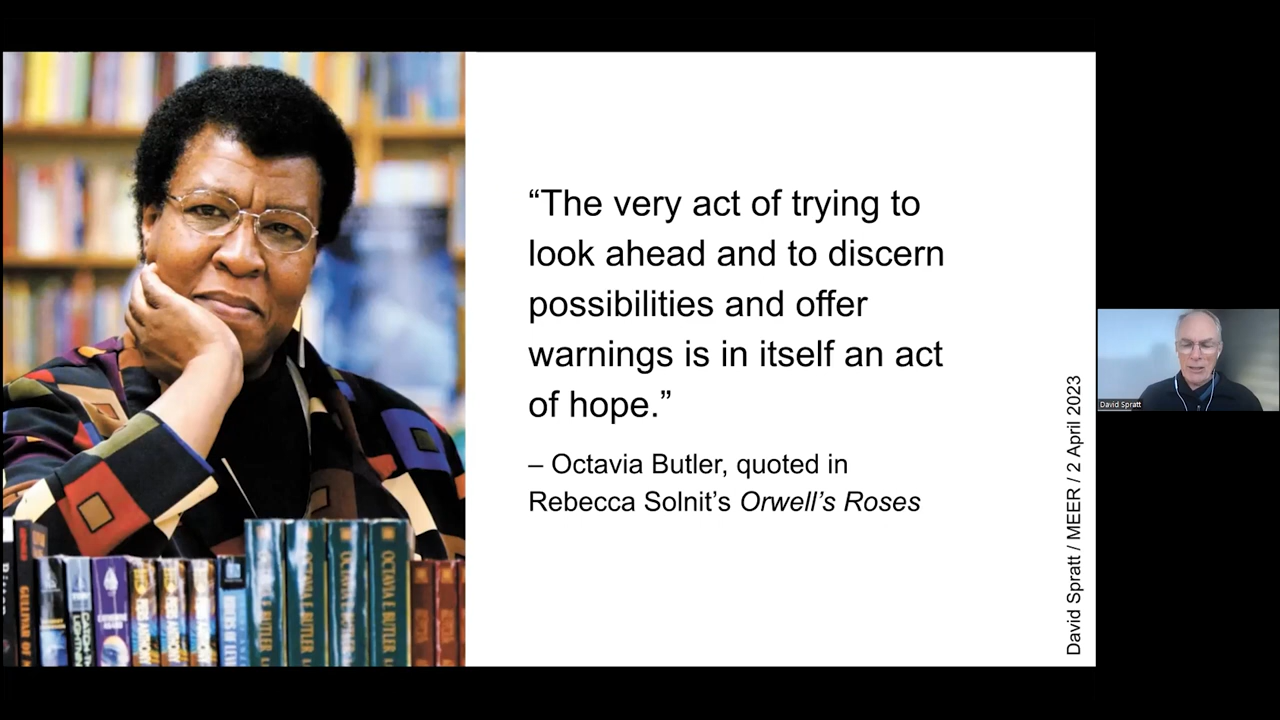 “The very act of trying to
look ahead and to discern
possibilities and offer
warnings is in itself an act
of hope.”
– Octavia Butler, quoted in
Rebecca Solnit’s Orwell’s Roses
David Spratt / MEER / 2 April 2023
David Spratt
OCTAVIA E. BUTLER
OCTAVIA E. BUTLER